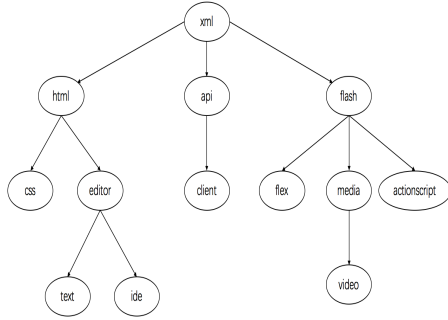 xml
html
api
flash
css
editor
client
flex
media
actionscript
text
ide
video